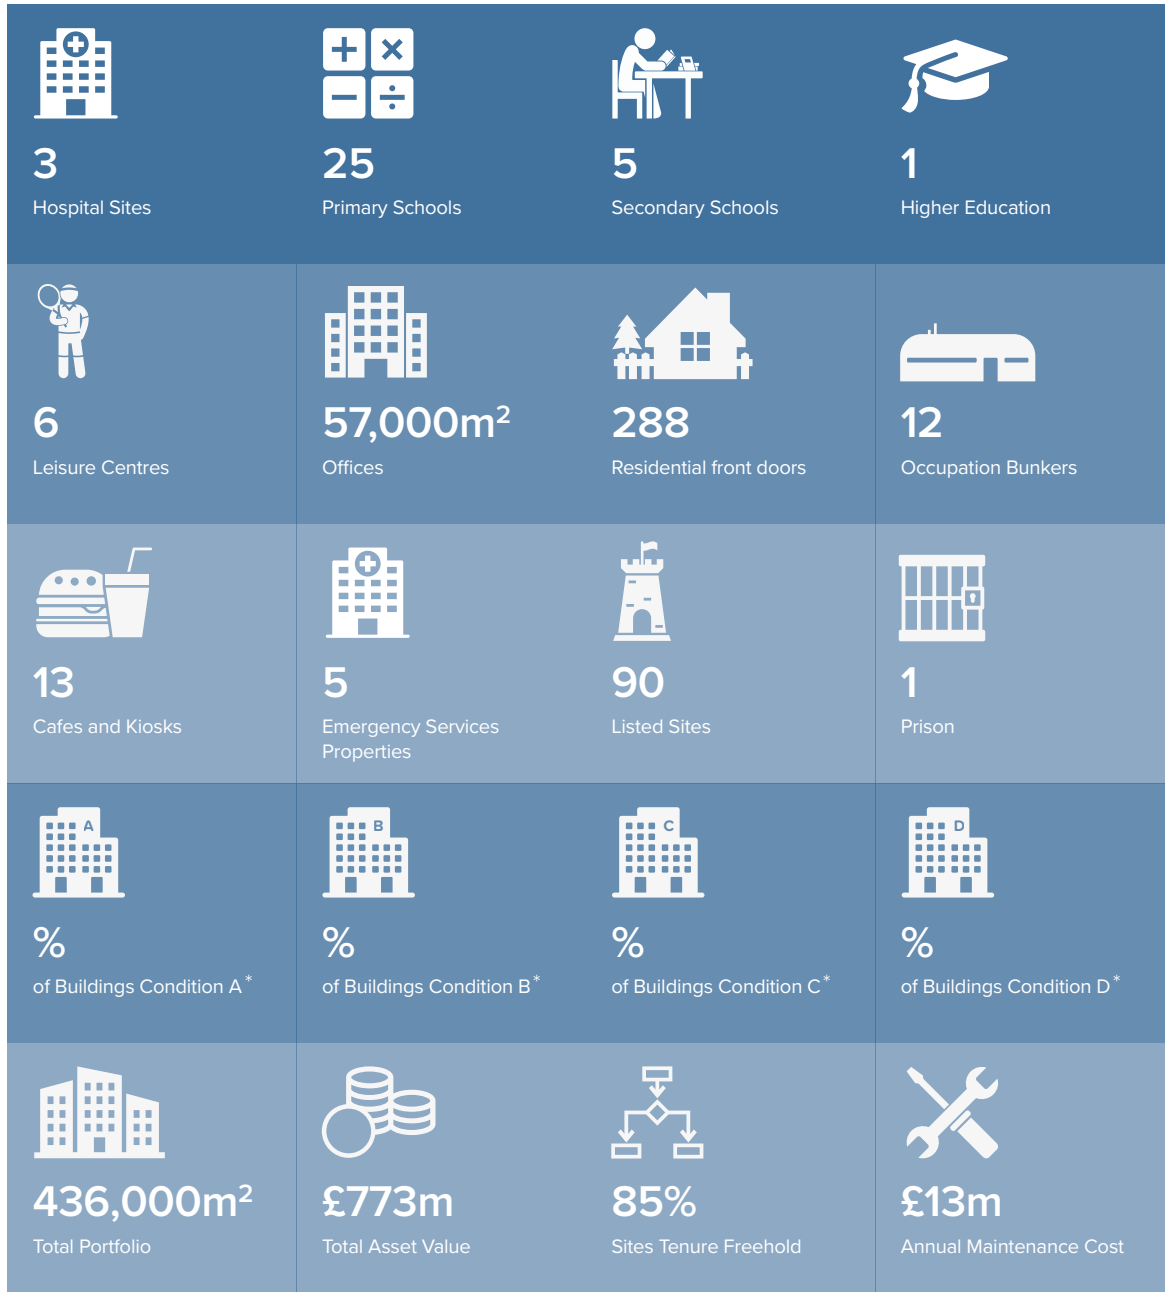 3
Hospital Sites
25
Primary Schools
5
Secondary Schools
1
Higher Education
6
Leisure Centres
57,000m²
Offices
288
Residential front doors
12
Occupation Bunkers
13
Cafes and Kiosks
5
Emergency Services
Properties
90
Listed Sites
1
Prison
A
%
of Buildings Condition A*
B
%
of Buildings Condition B*
C
%
of Buildings Condition C*
D
%
of Buildings Condition D*
436,000m²
Total Portfolio
£773m
Total Asset Value
85%
Sites Tenure Freehold
£13m
Annual Maintenance Cost